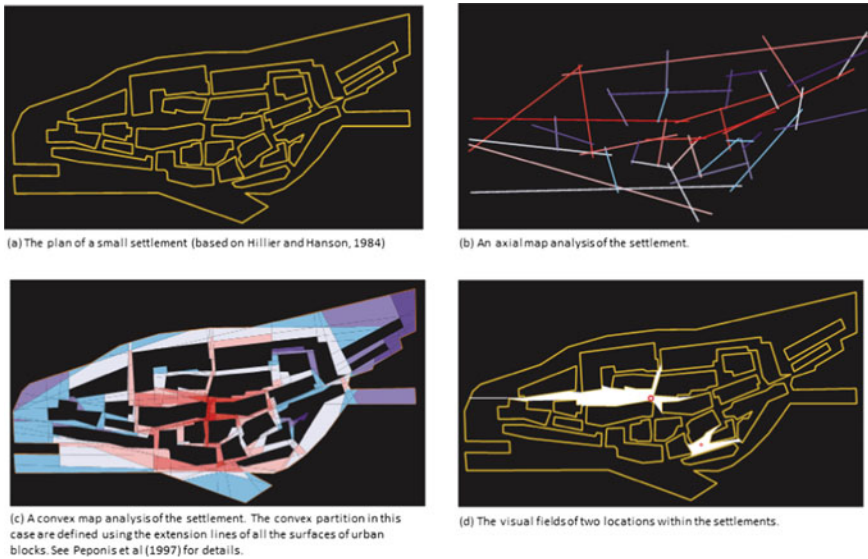 (a) The plan of a small settlement (based on Hillier and Hanson, 1984)
(b) An axial map analysis of the settlement.
(c) A convex map analysis of the settlement. The convex partition in this
case are defined using the extension lines of all the surfaces of urban
blocks. See Peponis et al (1997) for details.
(d) The visual fields of two locations within the settlements.